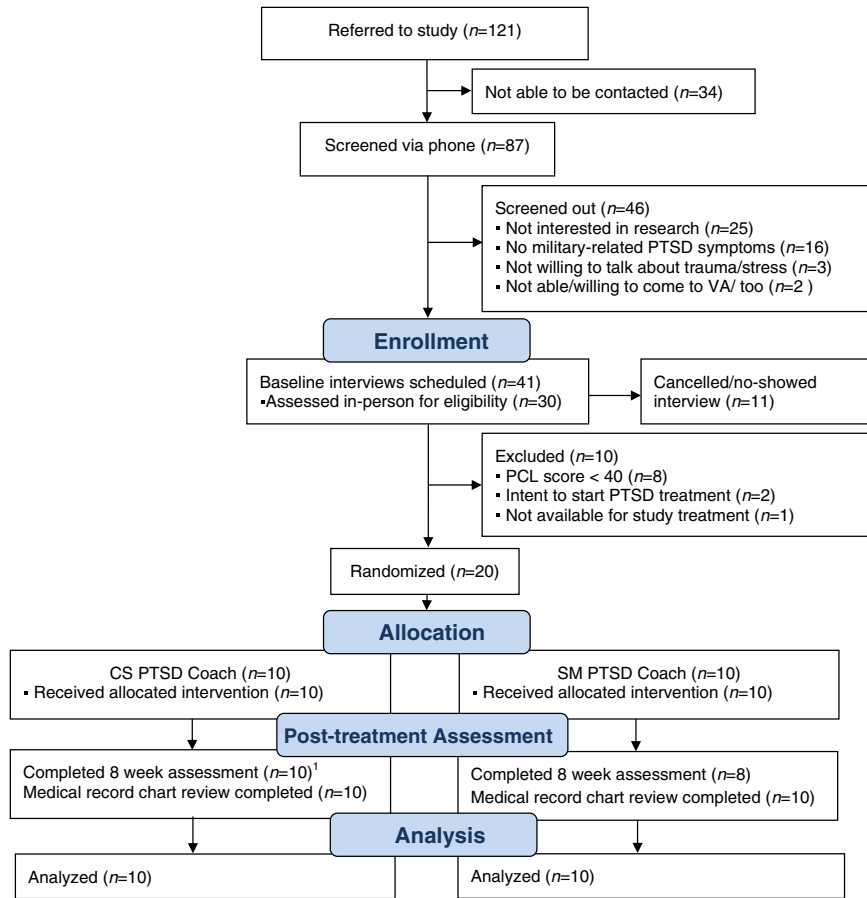 Referred to study (n=121)
Not able to be contacted (n=34)
Screened via phone (n=87)
Screened out (n=46)
▪ Not interested in research (n=25)
▪ No military-related PTSD symptoms (n=16)
▪ Not willing to talk about trauma/stress (n=3)
▪ Not able/willing to come to VA/ too (n=2 )
Enrollment
Baseline interviews scheduled (n=41)
▪Assessed in-person for eligibility (n=30)
Cancelled/no-showed
interview (n=11)
Excluded (n=10)
▪ PCL score < 40 (n=8)
▪ Intent to start PTSD treatment (n=2)
▪ Not available for study treatment (n=1)
Randomized (n=20)
Allocation
CS PTSD Coach (n=10)
▪ Received allocated intervention (n=10)
SM PTSD Coach (n=10)
▪ Received allocated intervention (n=10)
Post-treatment Assessment
Completed 8 week assessment (n=10)¹
Medical record chart review completed (n=10)
Completed 8 week assessment (n=8)
Medical record chart review completed (n=10)
Analysis
Analyzed (n=10)
Analyzed (n=10)